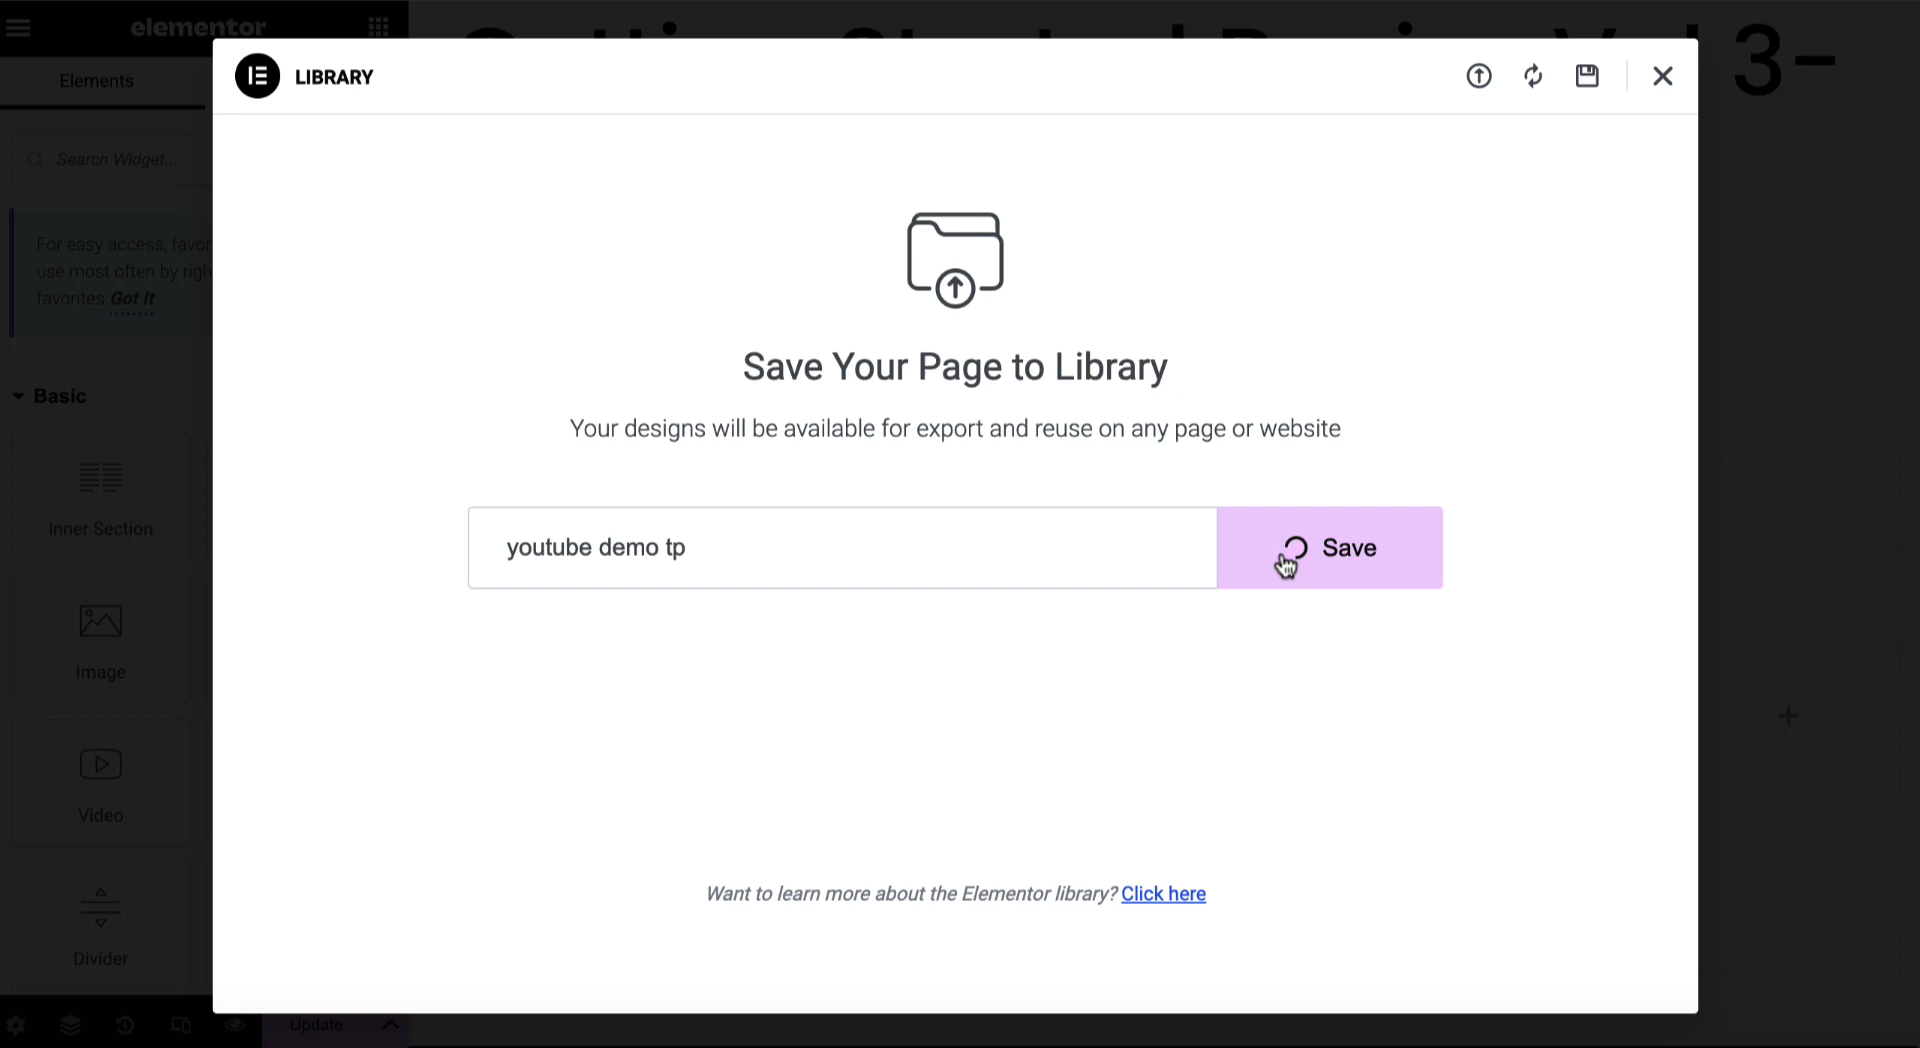 elementor
3-
LIBRARY
Elements
Search Widget...
For easy access, favor
use most often by righ
favorites. Got It
Save Your Page to Library
Your designs will be available for export and reuse on any page or website
Basic
youtube demo tp
Save
Inner Section
Image
Video
Want to learn more about the Elementor library? Click here
Divider
Update